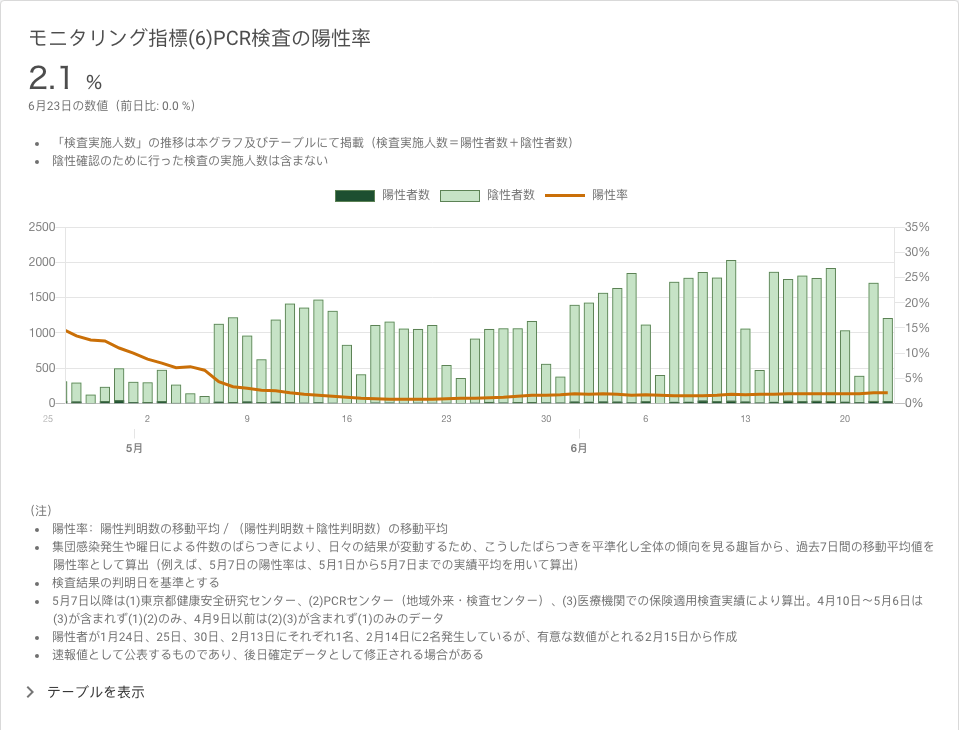 モニタリング指標(6)PCR検査の陽性率
2.1 %
6月23日の数値（前日比: 0.0 %）
「検査実施人数」の推移は本グラフ及びテーブルにて掲載（検査実施人数＝陽性者数＋陰性者数）
陰性確認のために行った検査の実施人数は含まない
陽性者数 陰性者数 陽性率
2500 35%
30%
2000
25%
1500
20%
1000 15%
10%
500
5%
0 0%
25 2 9 16 23 30 6 13 20
5月 6月
（注）
陽性率：陽性判明数の移動平均 / （陽性判明数＋陰性判明数）の移動平均
集団感染発生や曜日による件数のばらつきにより、日々の結果が変動するため、こうしたばらつきを平準化し全体の傾向を見る趣旨から、過去7日間の移動平均値を
陽性率として算出（例えば、5月7日の陽性率は、5月1日から5月7日までの実績平均を用いて算出）
検査結果の判明日を基準とする
5月7日以降は(1)東京都健康安全研究センター、(2)PCRセンター（地域外来・検査センター）、(3)医療機関での保険適用検査実績により算出。4月10日～5月6日は
(3)が含まれず(1)(2)のみ、4月9日以前は(2)(3)が含まれず(1)のみのデータ
陽性者が1月24日、25日、30日、2月13日にそれぞれ1名、2月14日に2名発生しているが、有意な数値がとれる2月15日から作成
速報値として公表するものであり、後日確定データとして修正される場合がある
テーブルを表示